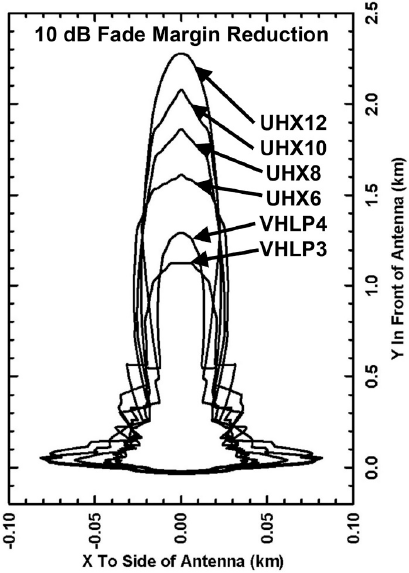 10 dB Fade Margin Reduction
UHX12
UHX10
UHX8
UHX6
VHLP4
VHLP3
2.5
2.0
1.5
1.0
0.5
0.0
Y In Front of Antenna (km)
-0.10
-0.05
0.00
0.05
0.10
X To Side of Antenna (km)